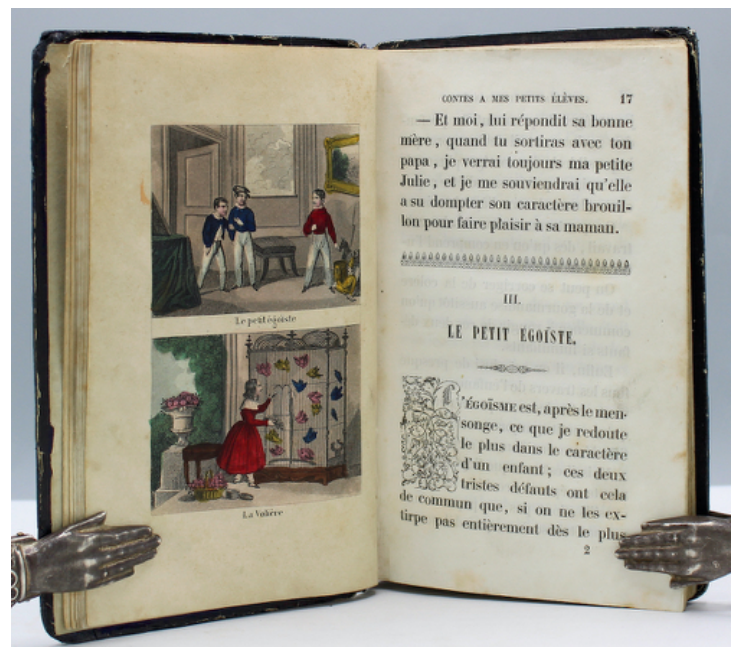 Le petit égoïste
La Volière
CONTES A MES PETITS ÉLÈVES. 17
— Et moi, lui répondit sa bonne
mère, quand tu sortiras avec ton
papa, je verrai toujours ma petite
Julie, et je me souviendrai qu'elle
a su dompter son caractère brouil-
lon pour faire plaisir à sa maman.
III.
LE PETIT ÉGOÏSTE.
L'ÉGOÏSME est, après le men-
songe, ce que je redoute
le plus dans le caractère
d'un enfant; ces deux
tristes défauts ont cela
de commun que, si on ne les ex-
tirpe pas entièrement dès le plus
2